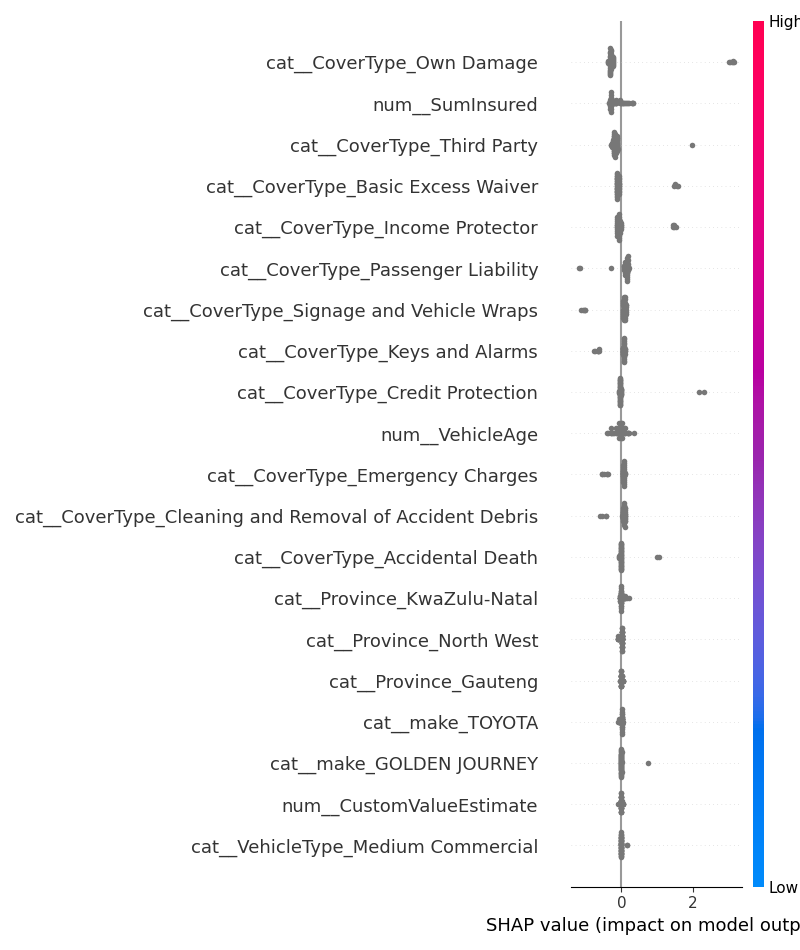 High
cat__CoverType_Own Damage
num__SumInsured
cat__CoverType_Third Party
cat__CoverType_Basic Excess Waiver
cat__CoverType_Income Protector
cat__CoverType_Passenger Liability
cat__CoverType_Signage and Vehicle Wraps
cat__CoverType_Keys and Alarms
cat__CoverType_Credit Protection
num__VehicleAge
cat__CoverType_Emergency Charges
cat__CoverType_Cleaning and Removal of Accident Debris
cat__CoverType_Accidental Death
cat__Province_KwaZulu-Natal
cat__Province_North West
cat__Province_Gauteng
cat__make_TOYOTA
cat__make_GOLDEN JOURNEY
num__CustomValueEstimate
cat__VehicleType_Medium Commercial
Low
0 2
SHAP value (impact on model outp